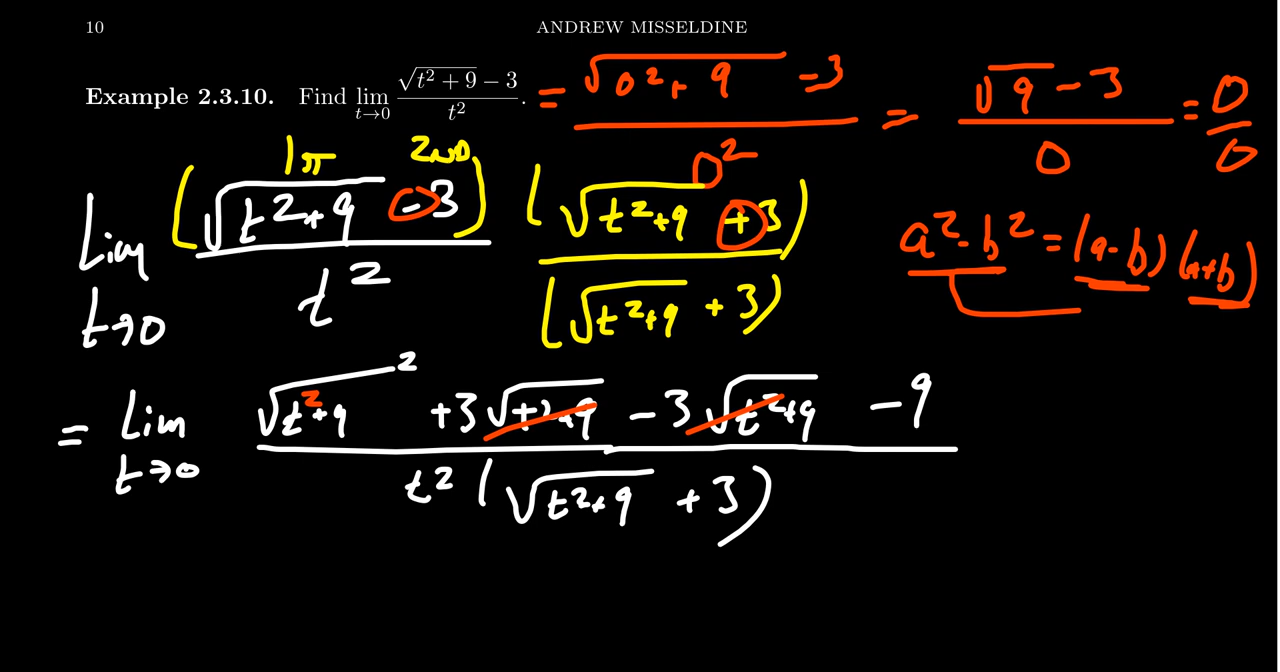 10 ANDREW MISSELDINE
Example 2.3.10. Find lim_{t→0} (√(t² + 9) − 3)/t². = (√(0² + 9) − 3)/0² = (√9 − 3)/0 = 0/0
1st 2ND
Lim_{t→0} ((√(t²+9) − 3)/t²) ((√(t²+9) + 3)/(√(t²+9) + 3))
a² - b² = (a-b)(a+b)
= Lim_{t→0} (√(t²+9)² + 3√(t²+9) − 3√(t²+9) − 9)/(t²(√(t²+9) + 3))